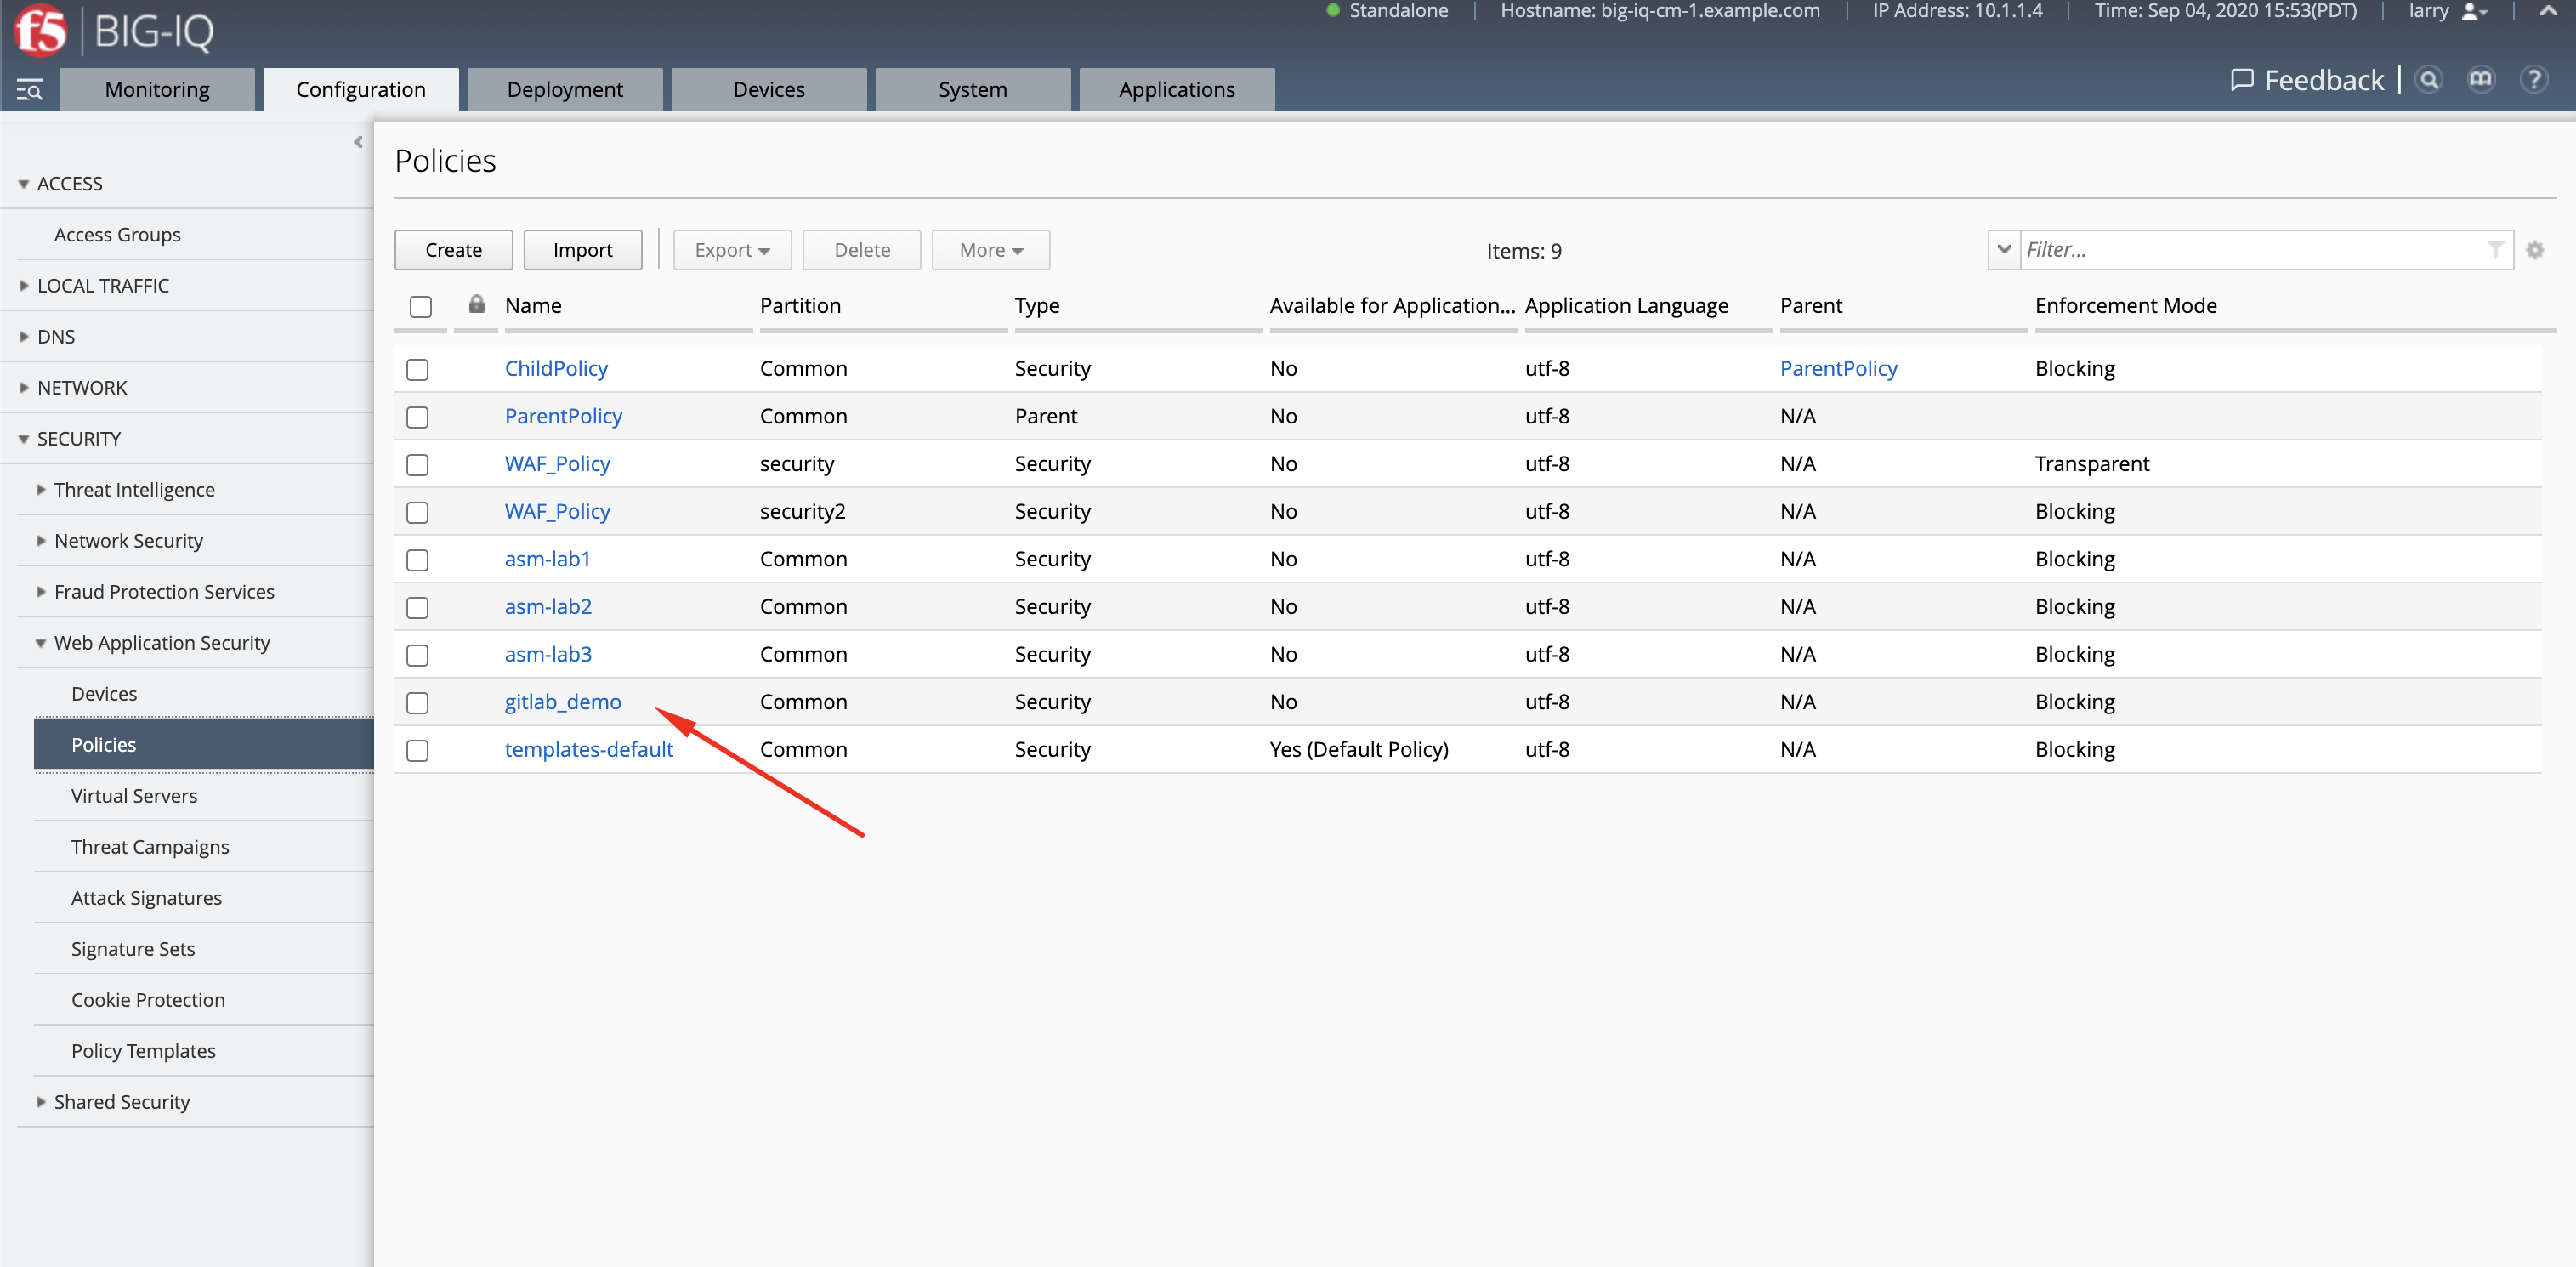 f5 BIG-IQ
Standalone Hostname: big-iq-cm-1.example.com IP Address: 10.1.1.4 Time: Sep 04, 2020 15:53(PDT) larry
Monitoring Configuration Deployment Devices System Applications Feedback ?
ACCESS
Access Groups
LOCAL TRAFFIC
DNS
NETWORK
SECURITY
Threat Intelligence
Network Security
Fraud Protection Services
Web Application Security
Devices
Policies
Virtual Servers
Threat Campaigns
Attack Signatures
Signature Sets
Cookie Protection
Policy Templates
Shared Security
Policies
Create Import Export Delete More Items: 9 Filter...
Name Partition Type Available for Application... Application Language Parent Enforcement Mode
ChildPolicy Common Security No utf-8 ParentPolicy Blocking
ParentPolicy Common Parent No utf-8 N/A
WAF_Policy security Security No utf-8 N/A Transparent
WAF_Policy security2 Security No utf-8 N/A Blocking
asm-lab1 Common Security No utf-8 N/A Blocking
asm-lab2 Common Security No utf-8 N/A Blocking
asm-lab3 Common Security No utf-8 N/A Blocking
gitlab_demo Common Security No utf-8 N/A Blocking
templates-default Common Security Yes (Default Policy) utf-8 N/A Blocking